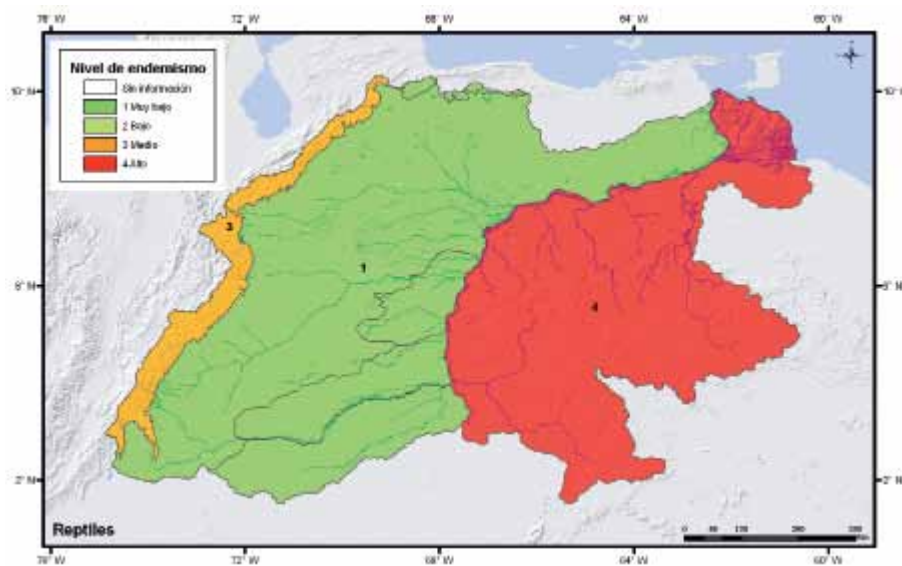 76° W 72° W 68° W 64° W 60° W
Nivel de endemismo
Sin información
1 Muy bajo
2 Bajo
3 Medio
4 Alto
10° N 10° N
3
1
4
6° N 6° N
2° N 2° N
Reptiles
0
76° W 72° W 68° W 64° W 60° W